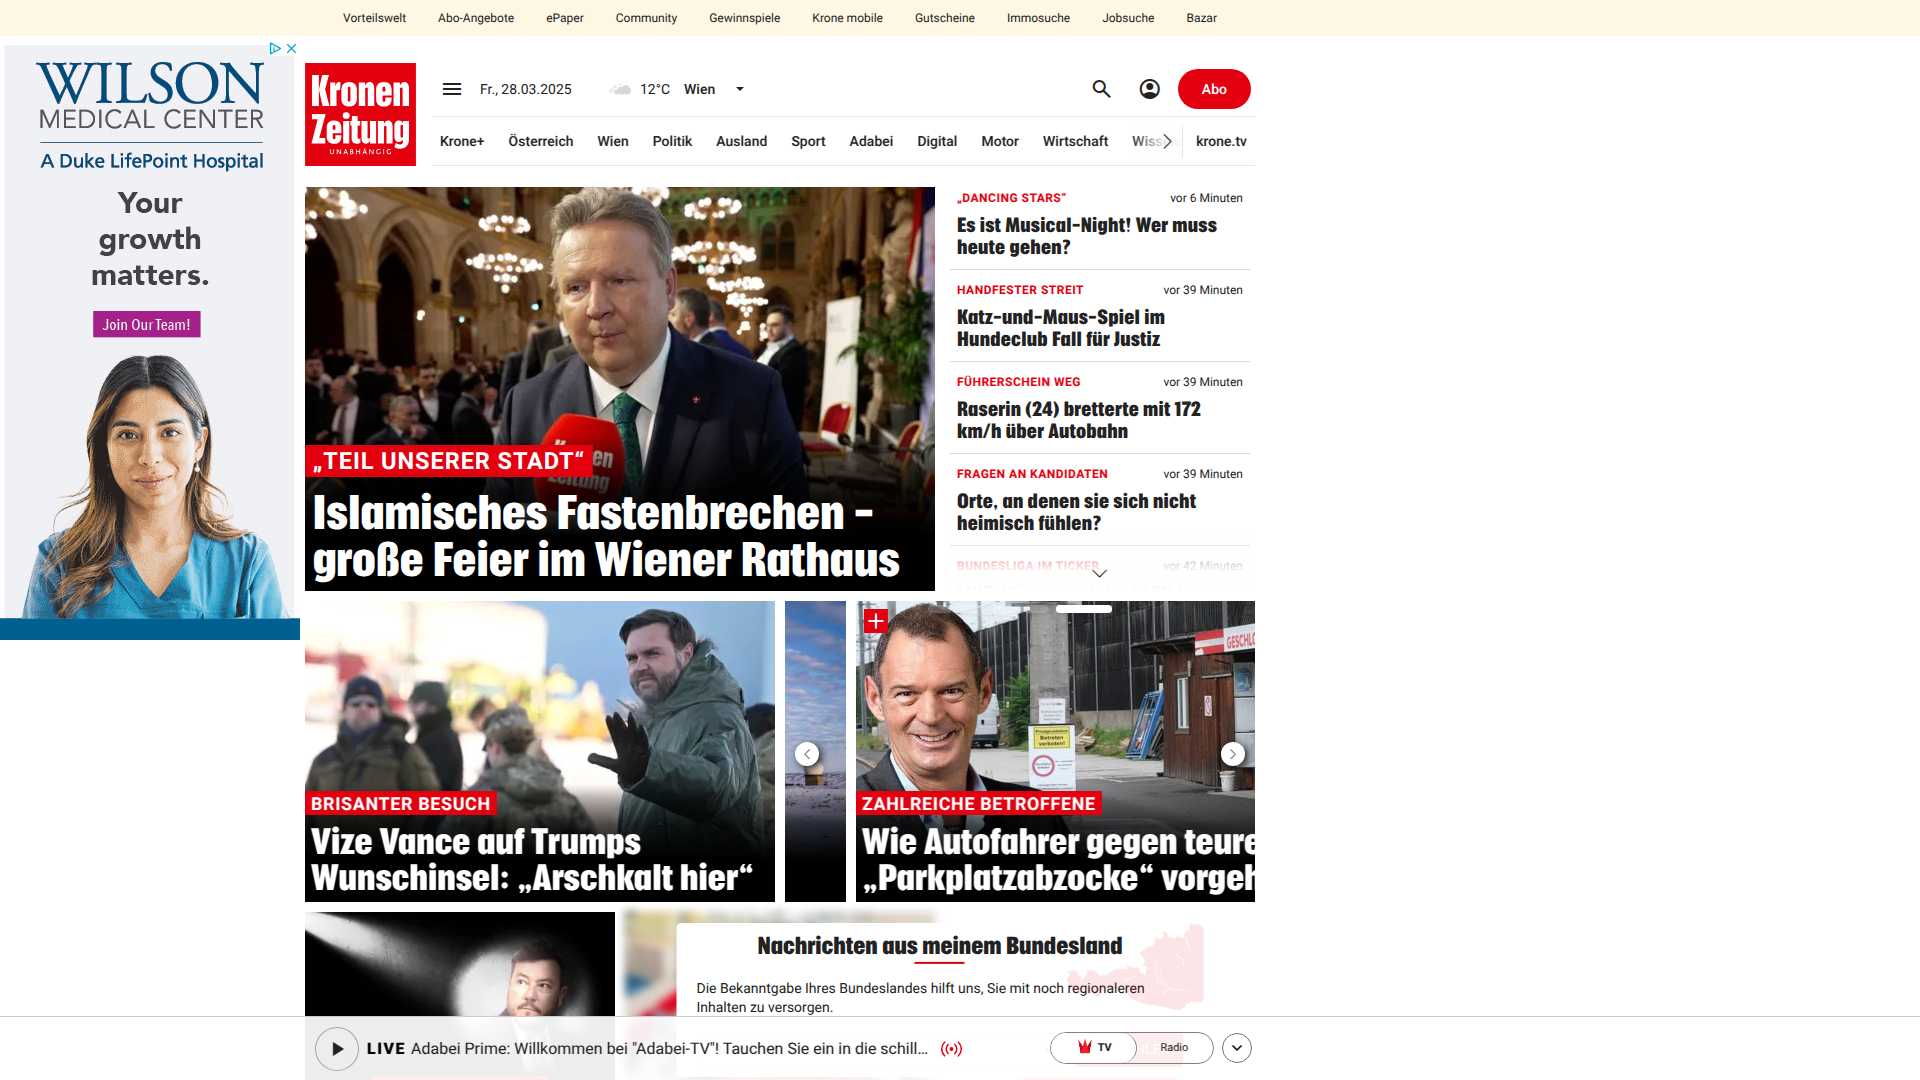 Vorteilswelt Abo-Angebote ePaper Community Gewinnspiele Krone mobile Gutscheine Immosuche Jobsuche Bazar
WILSON
MEDICAL CENTER
A Duke LifePoint Hospital
Your
growth
matters.
Join Our Team!
Kronen
Zeitung
UNABHÄNGIG
Fr., 28.03.2025 12°C Wien
Abo
Krone+ Österreich Wien Politik Ausland Sport Adabei Digital Motor Wirtschaft Wiss krone.tv
„TEIL UNSERER STADT“
Islamisches Fastenbrechen –
große Feier im Wiener Rathaus
„DANCING STARS“ vor 6 Minuten
Es ist Musical-Night! Wer muss
heute gehen?
HANDFESTER STREIT vor 39 Minuten
Katz-und-Maus-Spiel im
Hundeclub Fall für Justiz
FÜHRERSCHEIN WEG vor 39 Minuten
Raserin (24) bretterte mit 172
km/h über Autobahn
FRAGEN AN KANDIDATEN vor 39 Minuten
Orte, an denen sie sich nicht
heimisch fühlen?
BUNDESLIGA IM TICKER vor 42 Minuten
BRISANTER BESUCH
Vize Vance auf Trumps
Wunschinsel: „Arschkalt hier“
GESCHLO
Betreten
verboten!
ZAHLREICHE BETROFFENE
Wie Autofahrer gegen teure
„Parkplatzabzocke“ vorgeh
Nachrichten aus meinem Bundesland
Die Bekanntgabe Ihres Bundeslandes hilft uns, Sie mit noch regionaleren
Inhalten zu versorgen.
LIVE Adabei Prime: Willkommen bei "Adabei-TV"! Tauchen Sie ein in die schill...
TV Radio